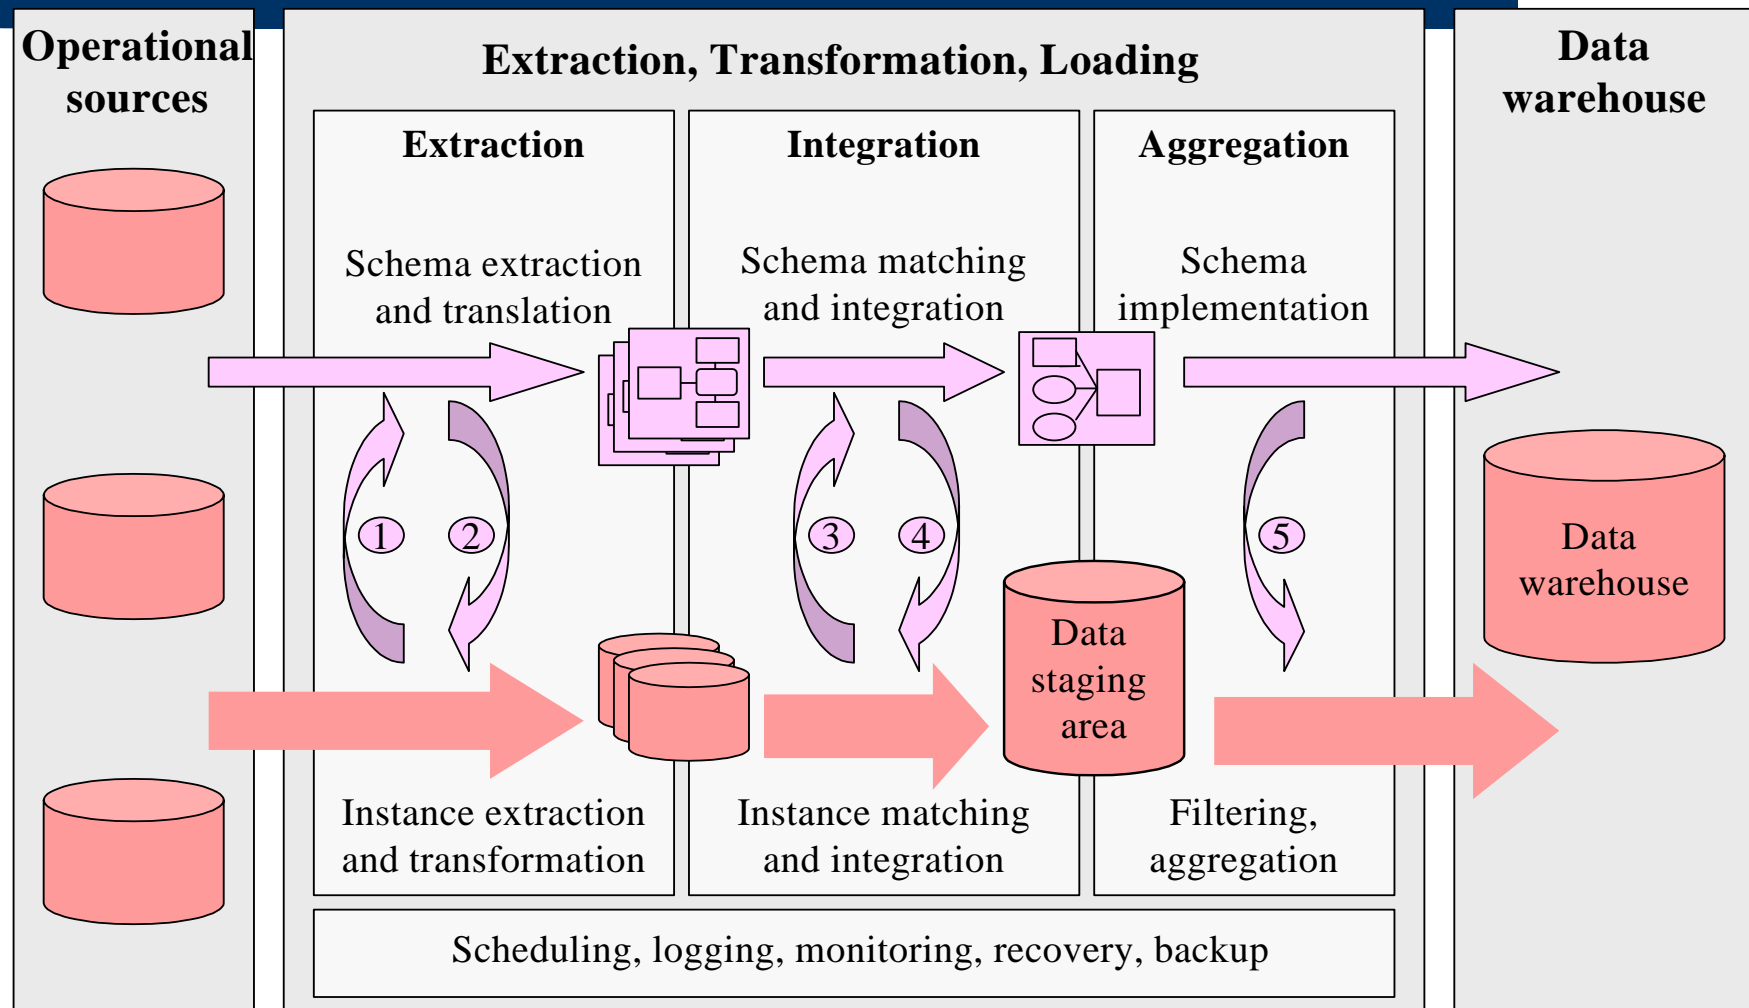 Operational
sources
Extraction, Transformation, Loading
Data
warehouse
Extraction
Integration
Aggregation
Schema extraction
and translation
Schema matching
and integration
Schema
implementation
1
2
3
4
5
Data
warehouse
Data
staging
area
Instance extraction
and transformation
Instance matching
and integration
Filtering,
aggregation
Scheduling, logging, monitoring, recovery, backup